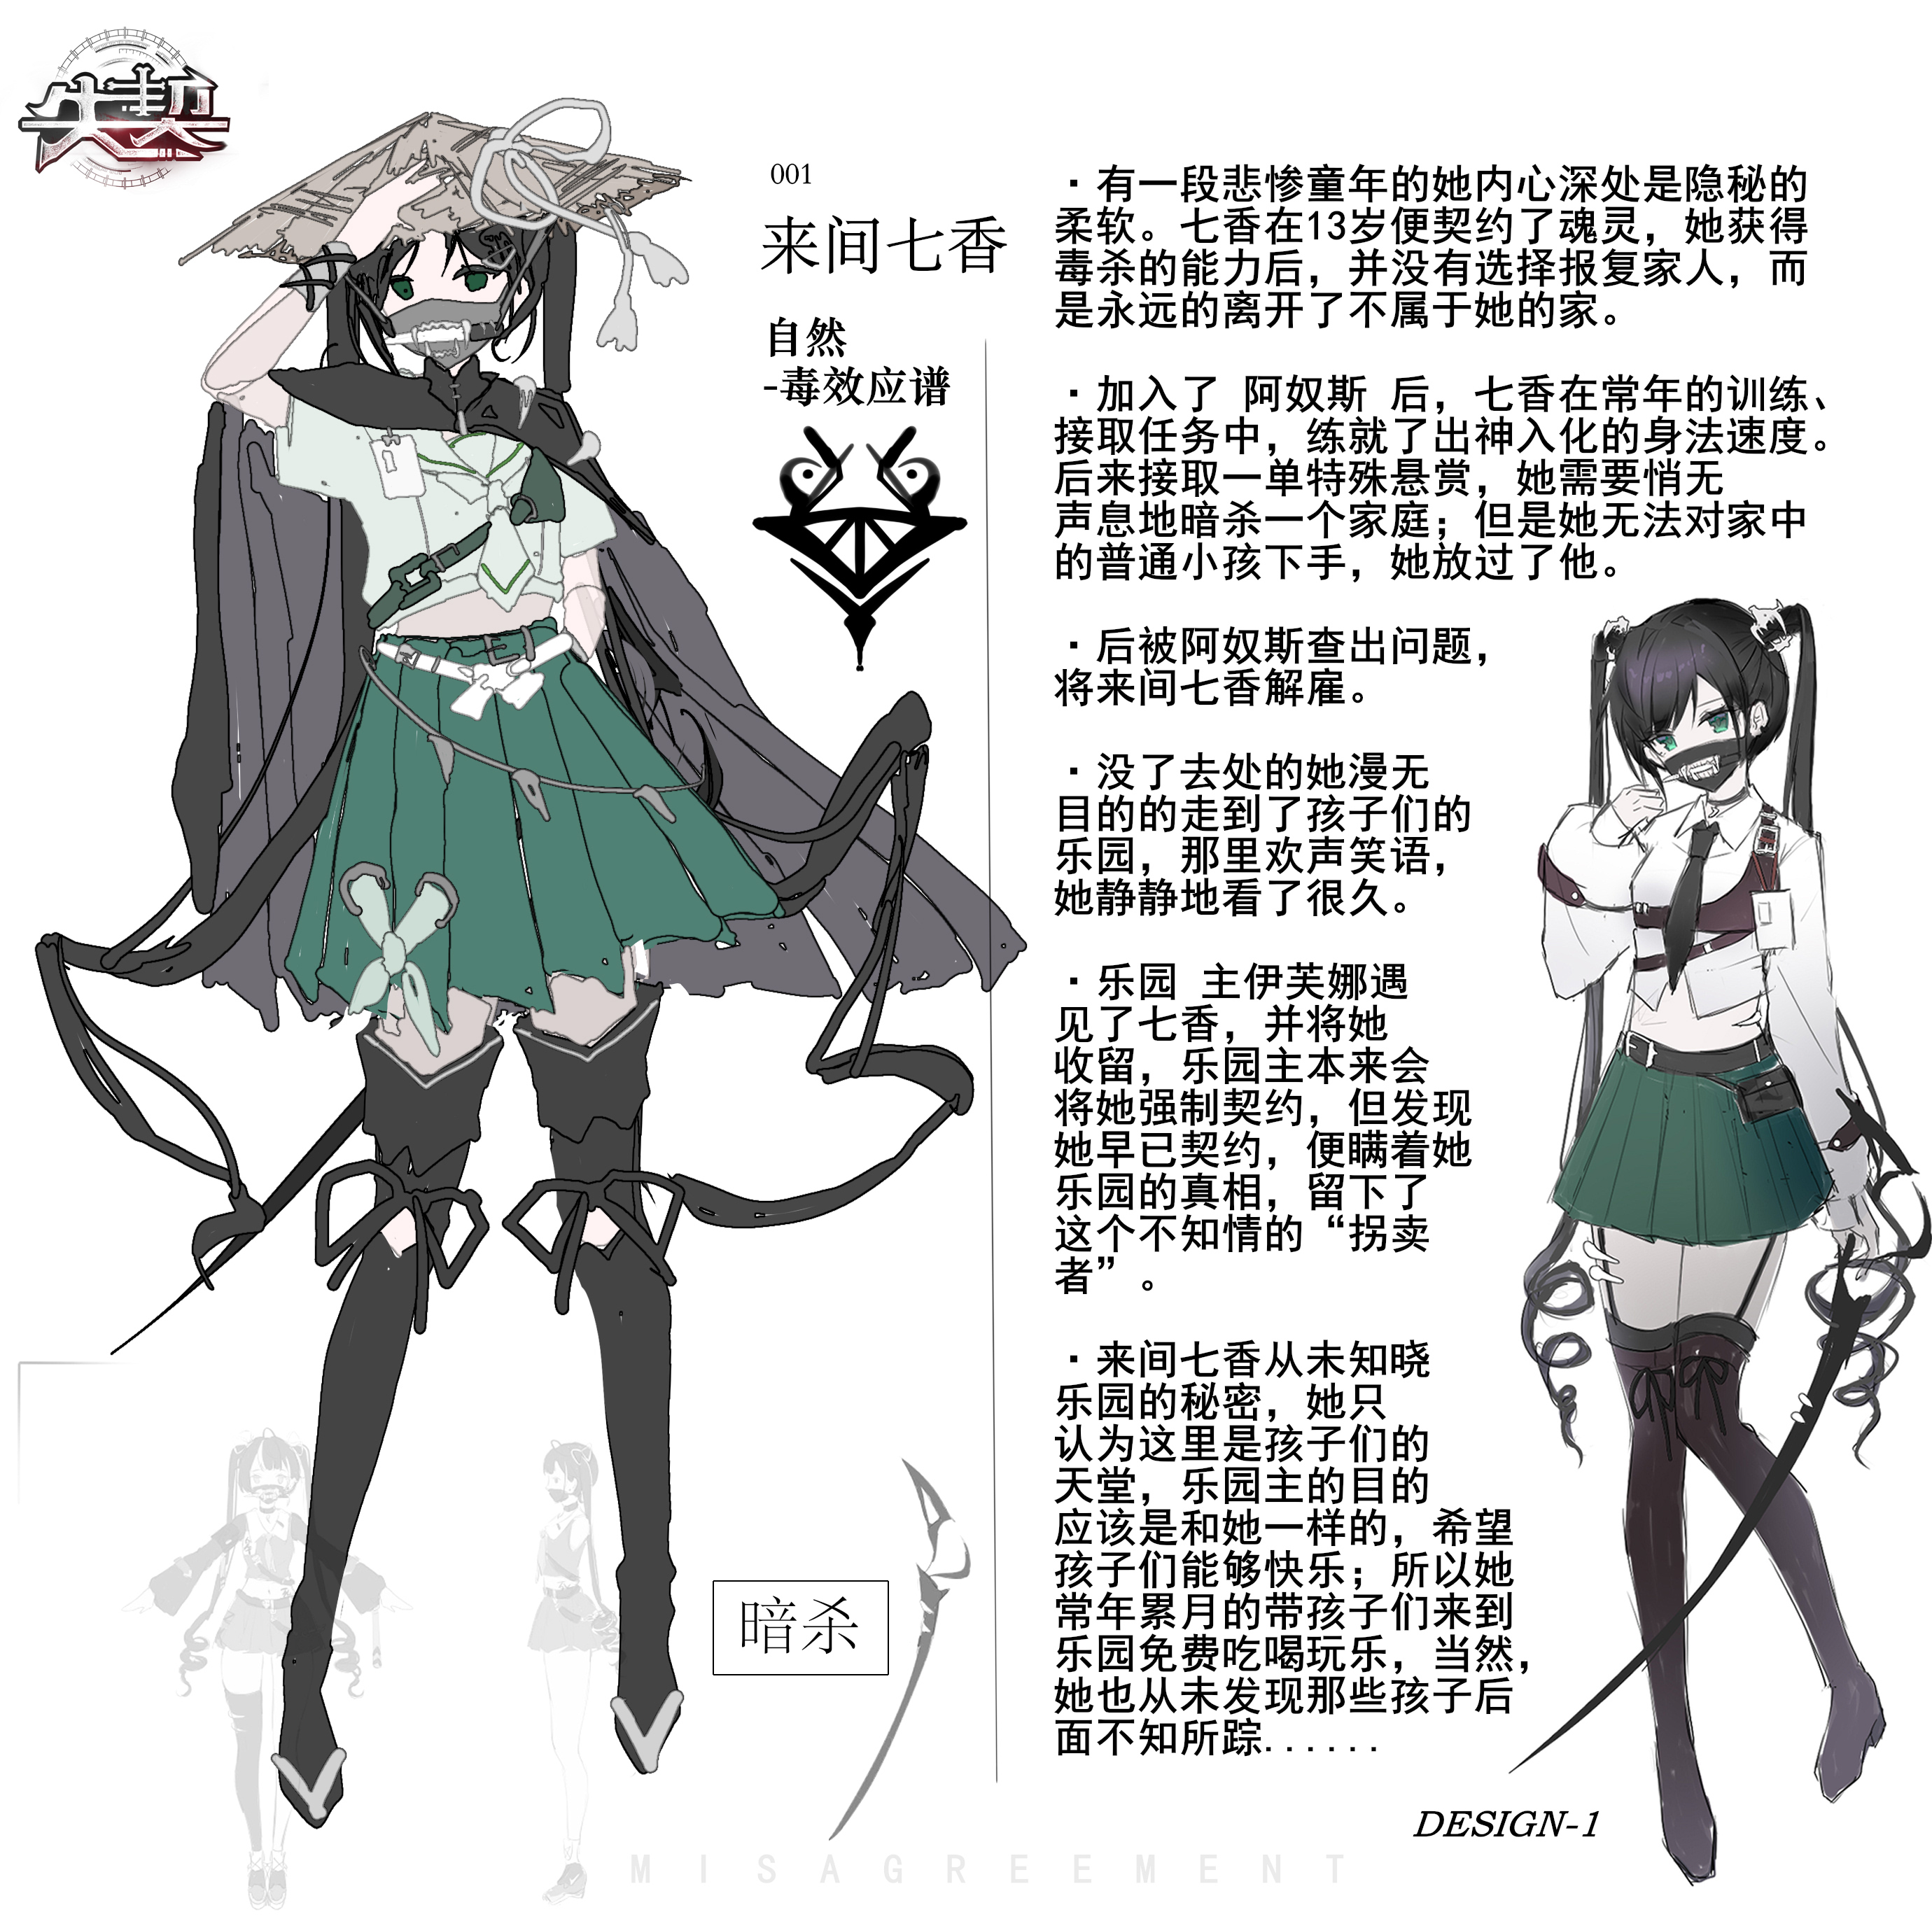 失契
001
来间七香
自然
-毒效应谱
·有一段悲惨童年的她内心深处是隐秘的
柔软。七香在13岁便契约了魂灵，她获得
毒杀的能力后，并没有选择报复家人，而
是永远的离开了不属于她的家。
·加入了 阿奴斯 后，七香在常年的训练、
接取任务中，练就了出神入化的身法速度。
后来接取一单特殊悬赏，她需要悄无
声息地暗杀一个家庭；但是她无法对家中
的普通小孩下手，她放过了他。
·后被阿奴斯查出问题，
将来间七香解雇。
·没了去处的她漫无
目的的走到了孩子们的
乐园，那里欢声笑语，
她静静地看了很久。
·乐园 主伊芙娜遇
见了七香，并将她
收留，乐园主本来会
将她强制契约，但发现
她早已契约，便瞒着她
乐园的真相，留下了
这个不知情的“拐卖
者”。
·来间七香从未知晓
乐园的秘密，她只
认为这里是孩子们的
天堂，乐园主的目的
应该是和她一样的，希望
孩子们能够快乐；所以她
常年累月的带孩子们来到
乐园免费吃喝玩乐，当然，
她也从未发现那些孩子后
面不知所踪......
暗杀
DESIGN-1
MISAGREEMENT